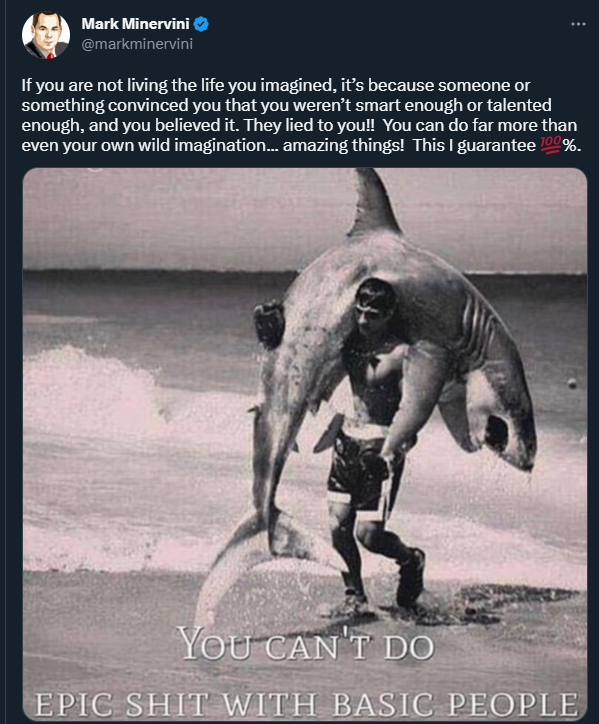 Mark Minervini
@markminervini
If you are not living the life you imagined, it’s because someone or
something convinced you that you weren’t smart enough or talented
enough, and you believed it. They lied to you!!  You can do far more than
even your own wild imagination... amazing things!  This I guarantee 💯%.
YOU CAN'T DO
EPIC SHIT WITH BASIC PEOPLE